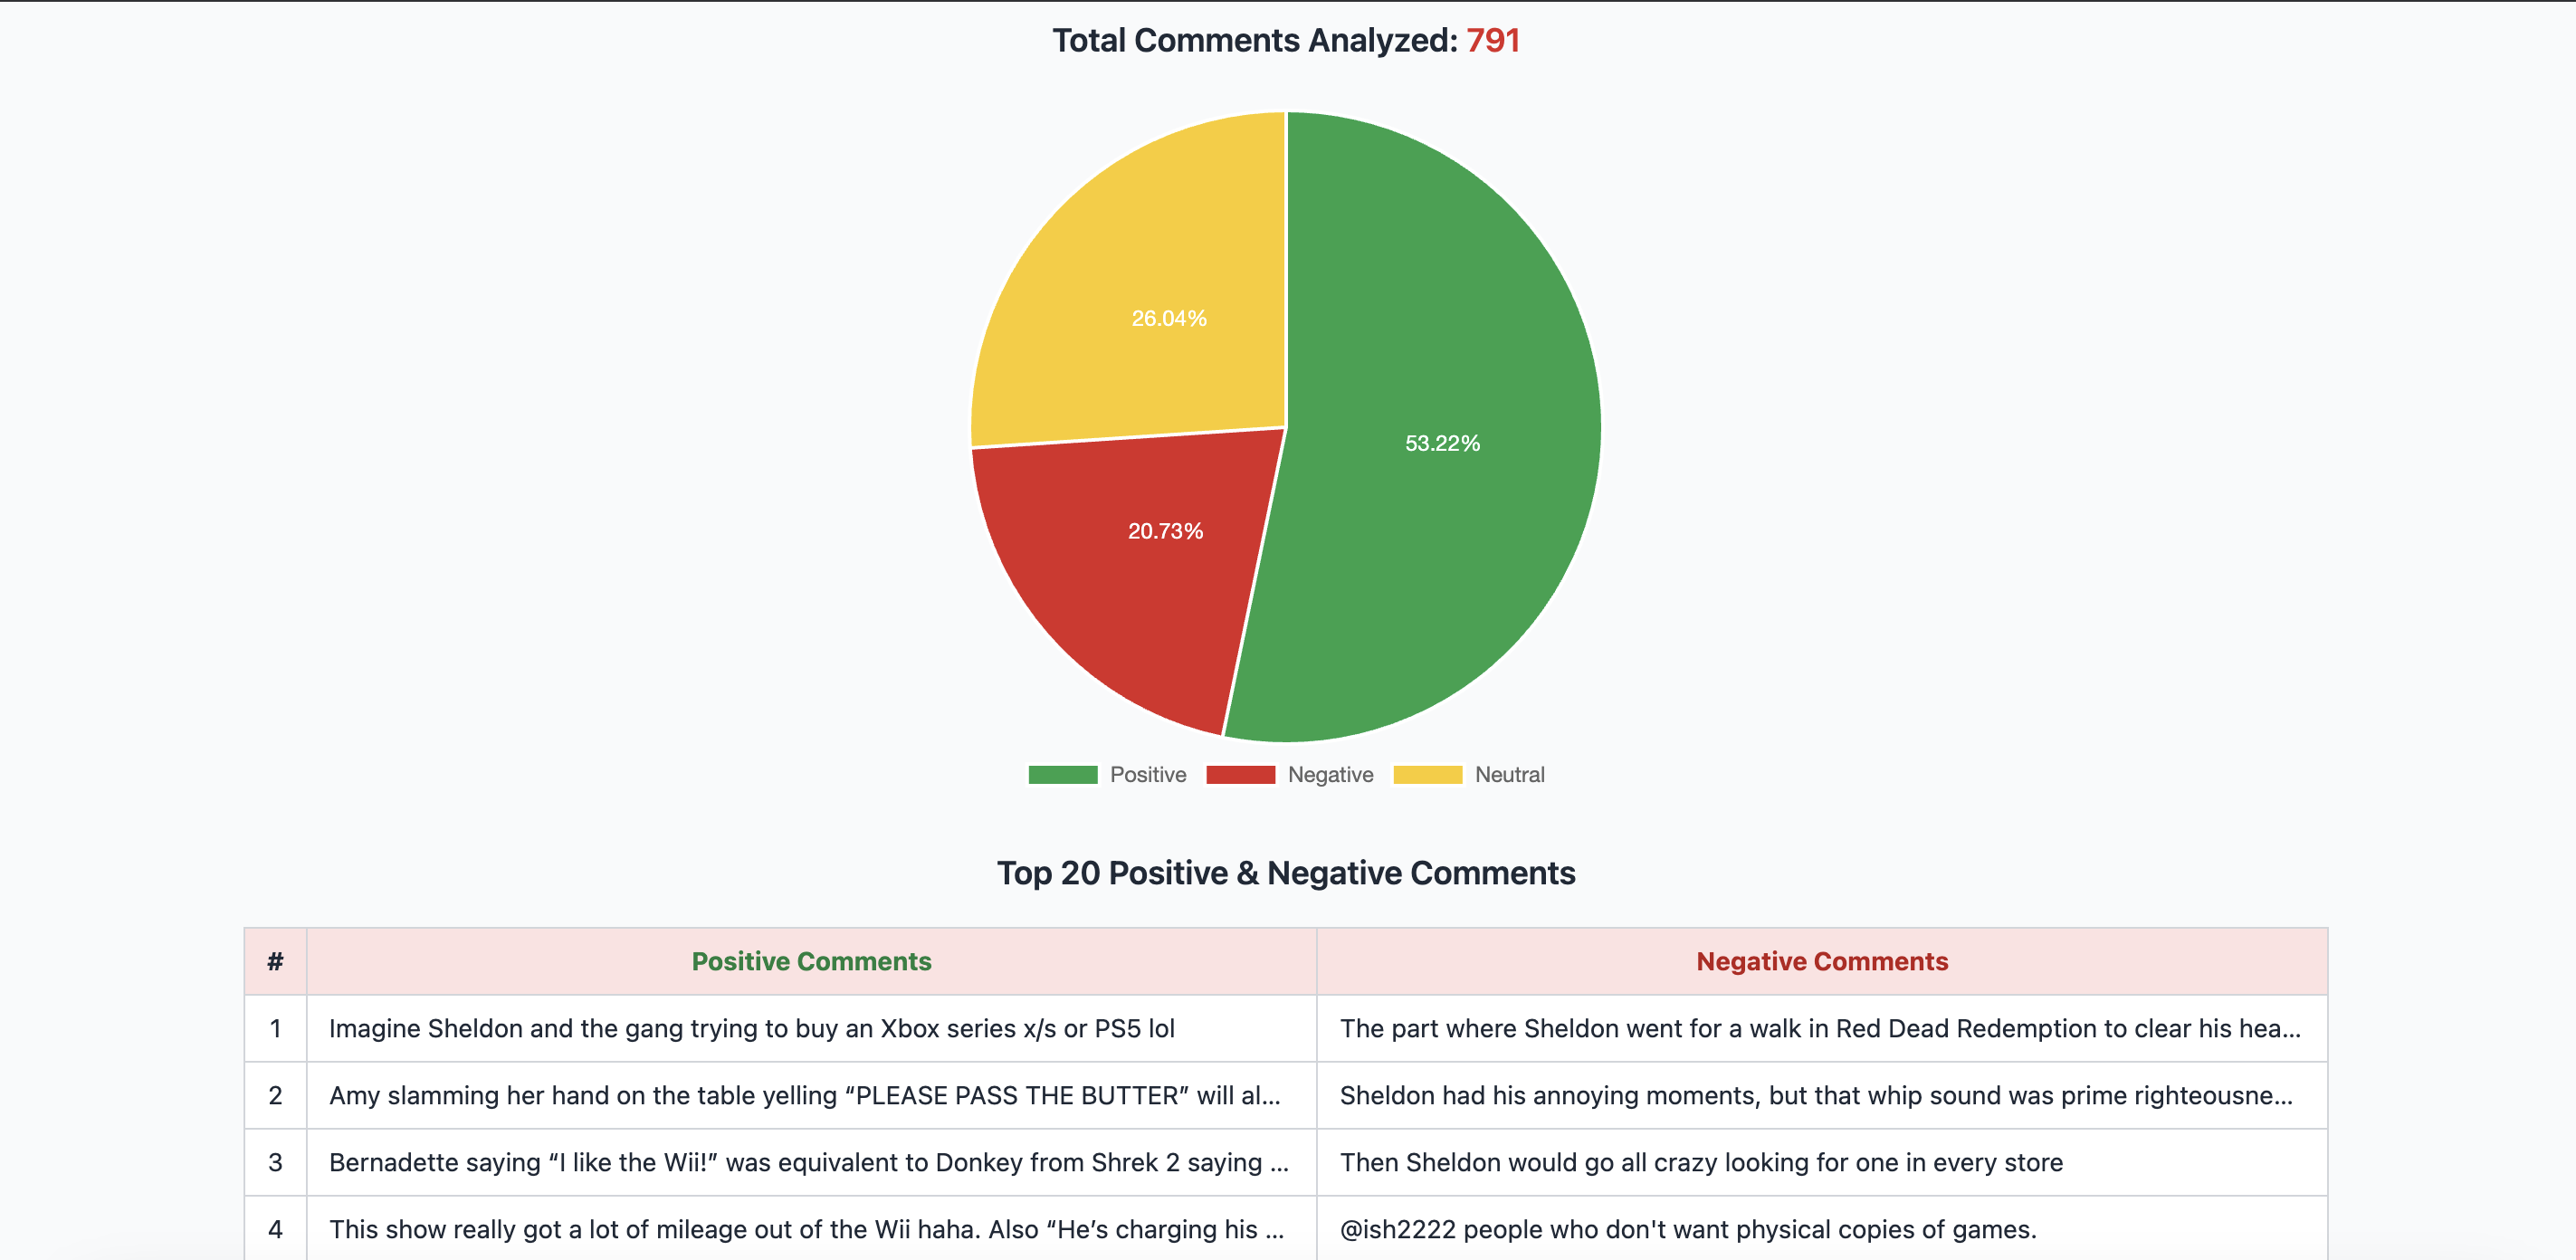 Total Comments Analyzed: 791
26.04%
53.22%
20.73%
Positive Negative Neutral
Top 20 Positive & Negative Comments
# Positive Comments Negative Comments
1 Imagine Sheldon and the gang trying to buy an Xbox series x/s or PS5 lol The part where Sheldon went for a walk in Red Dead Redemption to clear his hea...
2 Amy slamming her hand on the table yelling “PLEASE PASS THE BUTTER” will al... Sheldon had his annoying moments, but that whip sound was prime righteousne...
3 Bernadette saying “I like the Wii!” was equivalent to Donkey from Shrek 2 saying ... Then Sheldon would go all crazy looking for one in every store
4 This show really got a lot of mileage out of the Wii haha. Also “He’s charging his ... @ish2222 people who don't want physical copies of games.